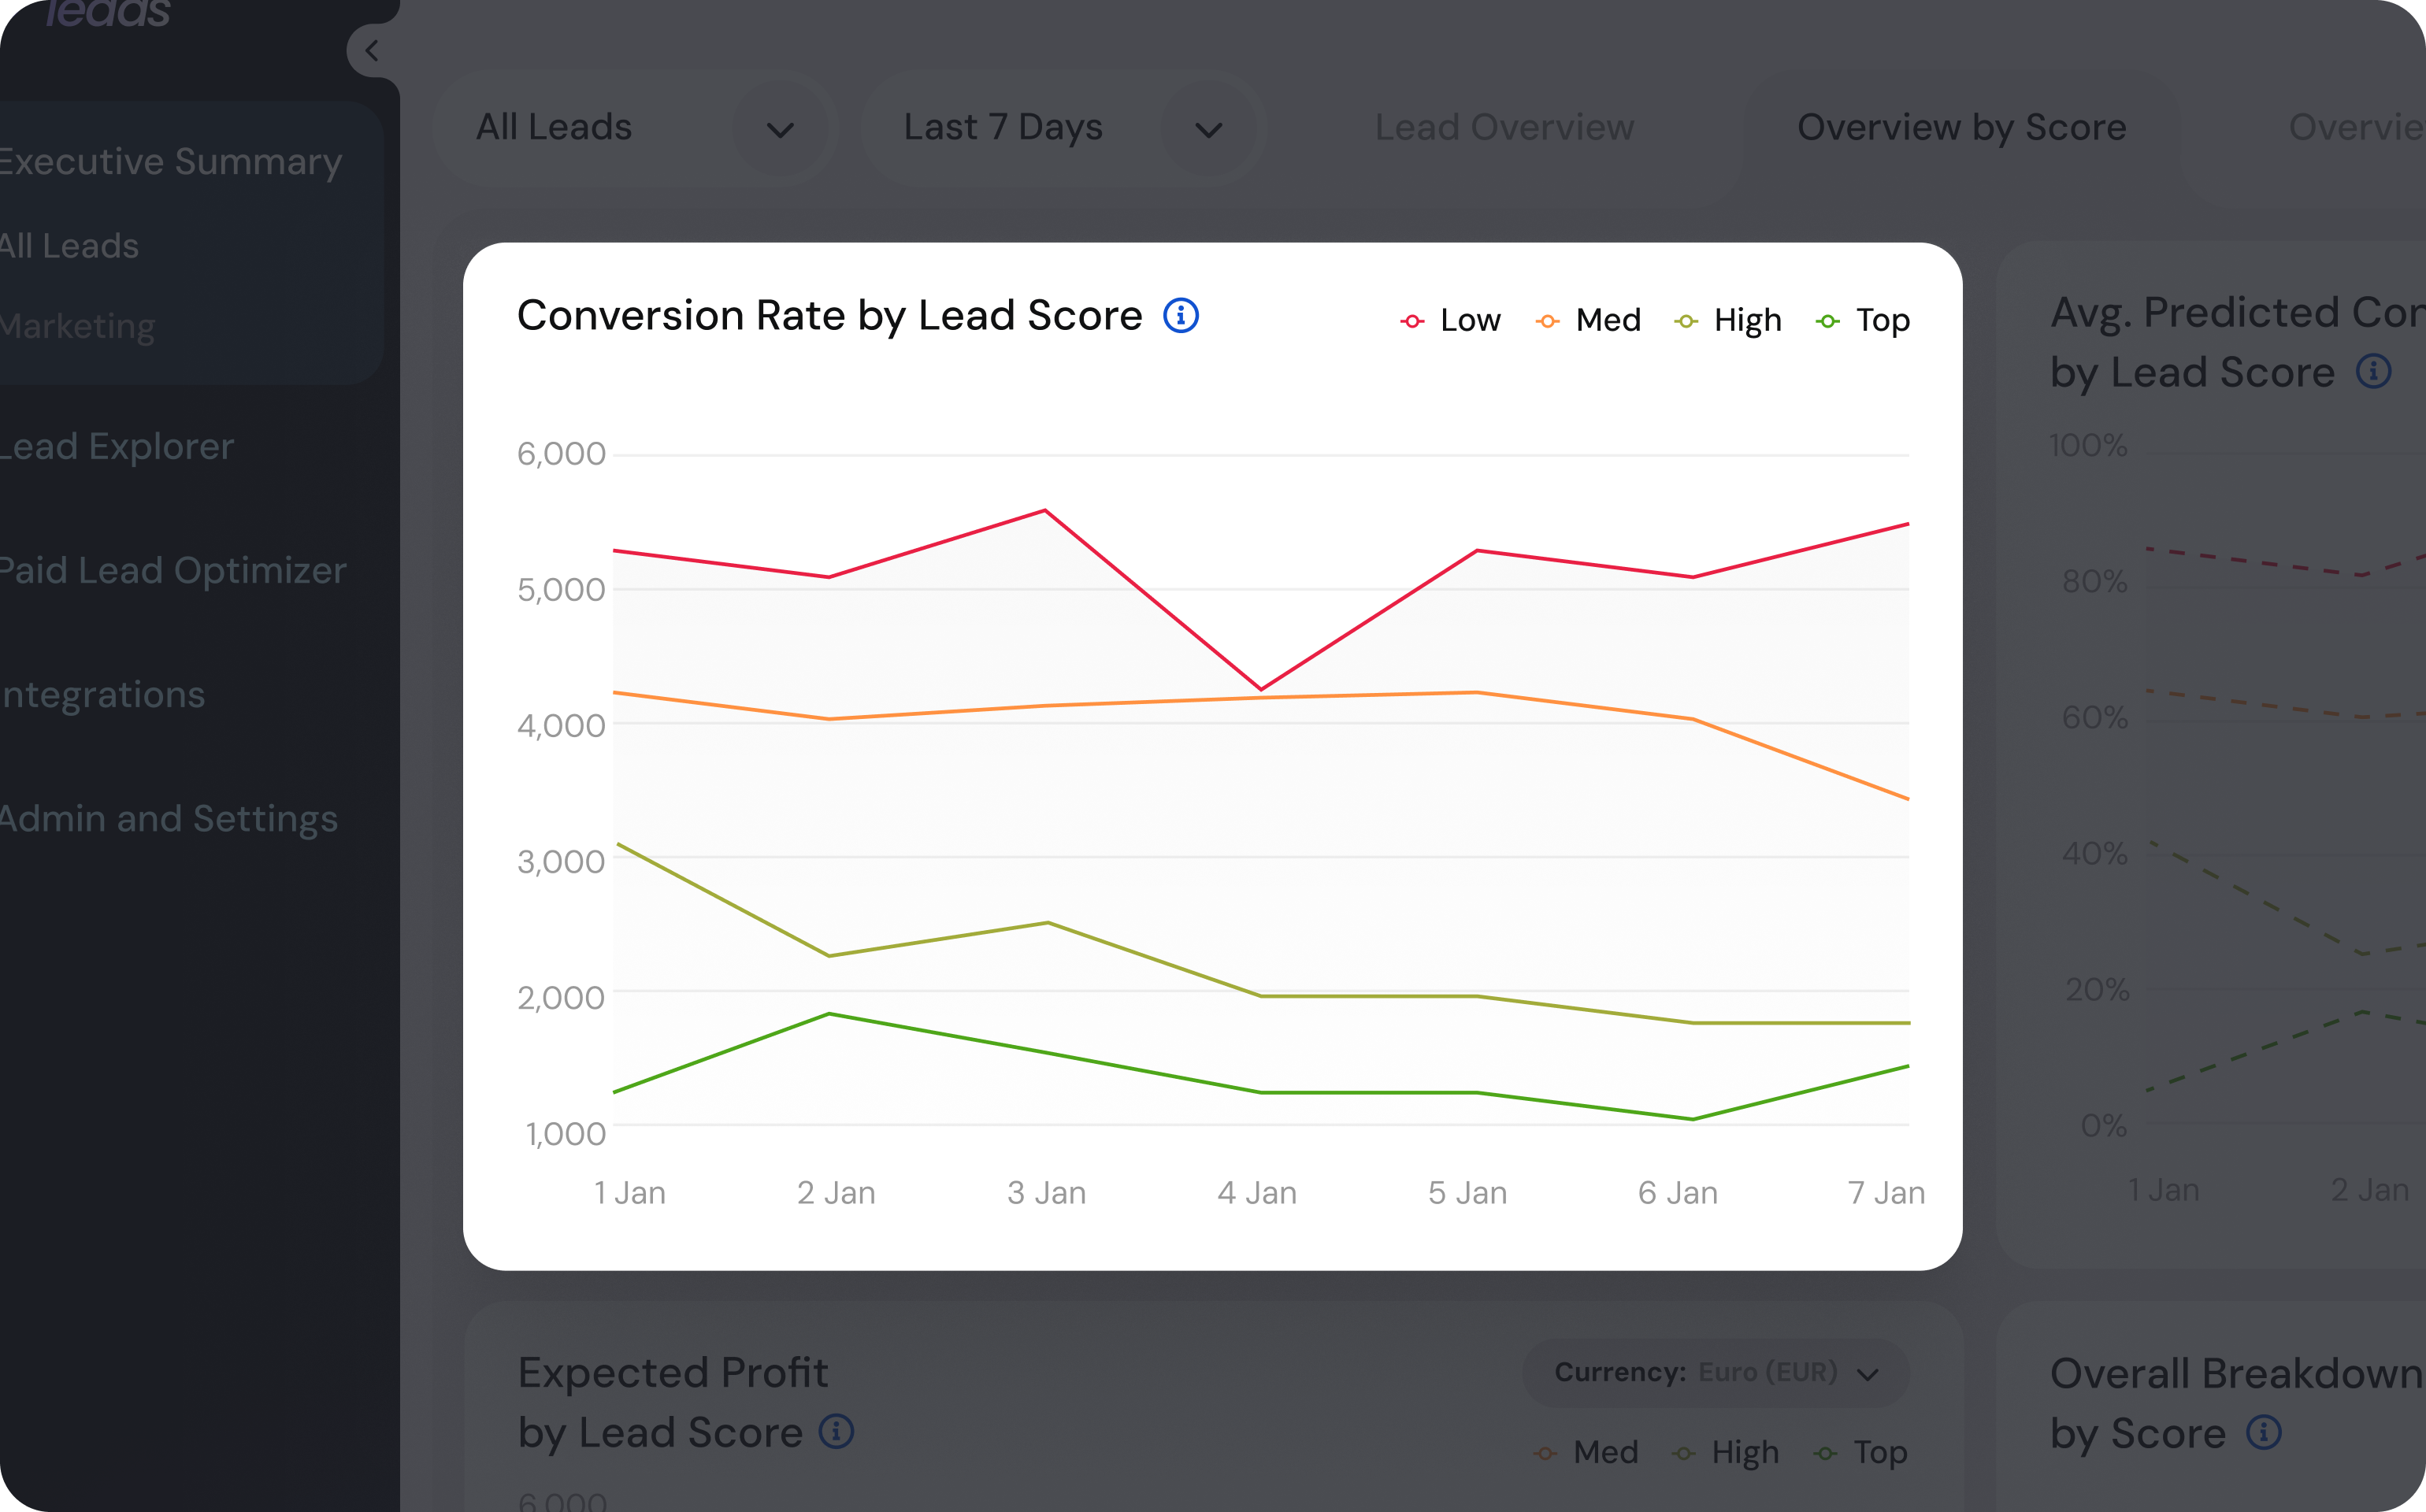 leads
Executive Summary
All Leads
Marketing
Lead Explorer
Paid Lead Optimizer
Integrations
Admin and Settings
All Leads
Last 7 Days
Lead Overview
Overview by Score
Conversion Rate by Lead Score
Low
Med
High
Top
6,000
5,000
4,000
3,000
2,000
1,000
1 Jan
2 Jan
3 Jan
4 Jan
5 Jan
6 Jan
7 Jan
Avg. Predicted
by Lead Score
100%
80%
60%
40%
20%
0%
1 Jan
2 Jan
Expected Profit
by Lead Score
Currency: Euro (EUR)
Med
High
Top
6,000
Overall Breakdown
by Score